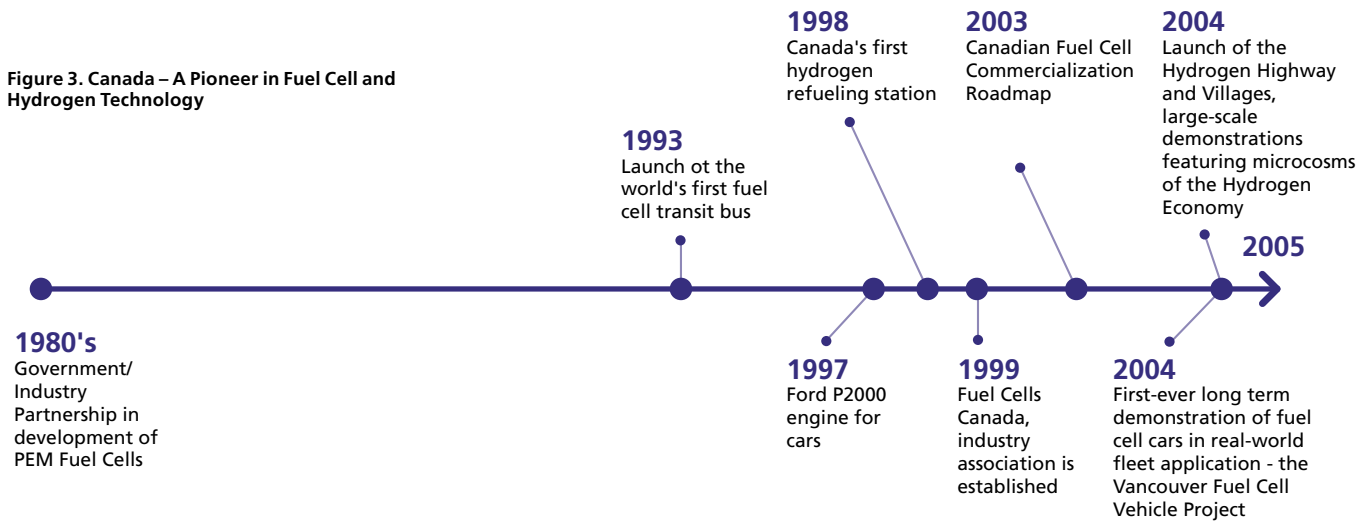 Figure 3. Canada – A Pioneer in Fuel Cell and
Hydrogen Technology
1980's
Government/
Industry
Partnership in
development of
PEM Fuel Cells
1993
Launch ot the
world's first fuel
cell transit bus
1997
Ford P2000
engine for
cars
1998
Canada's first
hydrogen
refueling station
1999
Fuel Cells
Canada,
industry
association is
established
2003
Canadian Fuel Cell
Commercialization
Roadmap
2004
Launch of the
Hydrogen Highway
and Villages,
large-scale
demonstrations
featuring microcosms
of the Hydrogen
Economy
2004
First-ever long term
demonstration of fuel
cell cars in real-world
fleet application - the
Vancouver Fuel Cell
Vehicle Project
2005